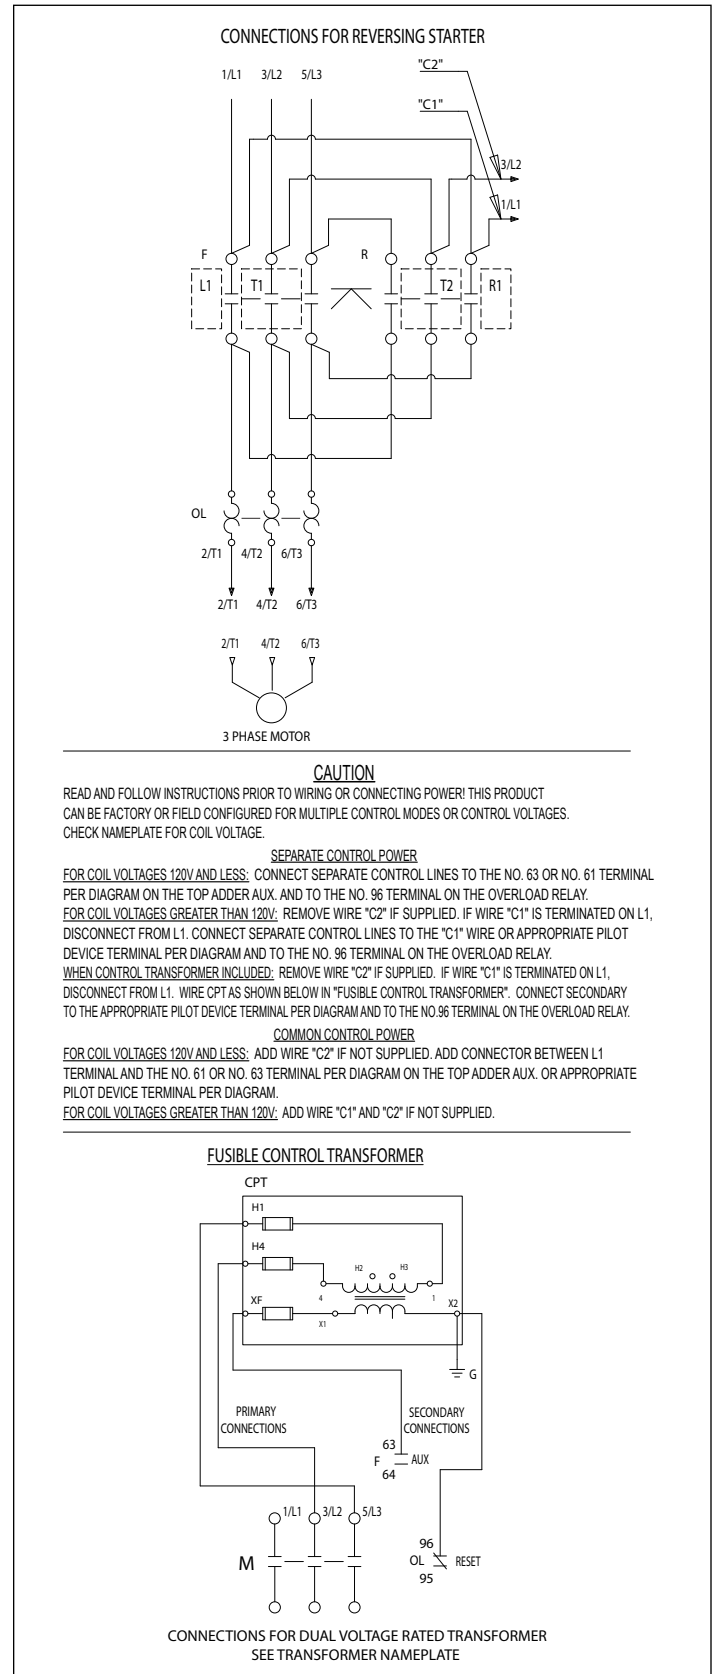 CONNECTIONS FOR REVERSING STARTER
1/L1 3/L2 5/L3
"C2"
"C1"
3/L2
1/L1
F R
L1 T1 T2 R1
OL
2/T1 4/T2 6/T3
2/T1 4/T2 6/T3
2/T1 4/T2 6/T3
3 PHASE MOTOR
CAUTION
READ AND FOLLOW INSTRUCTIONS PRIOR TO WIRING OR CONNECTING POWER! THIS PRODUCT
CAN BE FACTORY OR FIELD CONFIGURED FOR MULTIPLE CONTROL MODES OR CONTROL VOLTAGES.
CHECK NAMEPLATE FOR COIL VOLTAGE.
SEPARATE CONTROL POWER
FOR COIL VOLTAGES 120V AND LESS: CONNECT SEPARATE CONTROL LINES TO THE NO. 63 OR NO. 61 TERMINAL
PER DIAGRAM ON THE TOP ADDER AUX. AND TO THE NO. 96 TERMINAL ON THE OVERLOAD RELAY.
FOR COIL VOLTAGES GREATER THAN 120V: REMOVE WIRE "C2" IF SUPPLIED. IF WIRE "C1" IS TERMINATED ON L1,
DISCONNECT FROM L1. CONNECT SEPARATE CONTROL LINES TO THE "C1" WIRE OR APPROPRIATE PILOT
DEVICE TERMINAL PER DIAGRAM AND TO THE NO. 96 TERMINAL ON THE OVERLOAD RELAY.
WHEN CONTROL TRANSFORMER INCLUDED: REMOVE WIRE "C2" IF SUPPLIED. IF WIRE "C1" IS TERMINATED ON L1,
DISCONNECT FROM L1. WIRE CPT AS SHOWN BELOW IN "FUSIBLE CONTROL TRANSFORMER". CONNECT SECONDARY
TO THE APPROPRIATE PILOT DEVICE TERMINAL PER DIAGRAM AND TO THE NO.96 TERMINAL ON THE OVERLOAD RELAY.
COMMON CONTROL POWER
FOR COIL VOLTAGES 120V AND LESS: ADD WIRE "C2" IF NOT SUPPLIED. ADD CONNECTOR BETWEEN L1
TERMINAL AND THE NO. 61 OR NO. 63 TERMINAL PER DIAGRAM ON THE TOP ADDER AUX. OR APPROPRIATE
PILOT DEVICE TERMINAL PER DIAGRAM.
FOR COIL VOLTAGES GREATER THAN 120V: ADD WIRE "C1" AND "C2" IF NOT SUPPLIED.
FUSIBLE CONTROL TRANSFORMER
CPT
H1
H4
H2 H3
4 1
XF X1 X2
G
PRIMARY
CONNECTIONS
SECONDARY
CONNECTIONS
63
F AUX
64
1/L1 3/L2 5/L3
M
96
OL RESET
95
CONNECTIONS FOR DUAL VOLTAGE RATED TRANSFORMER
SEE TRANSFORMER NAMEPLATE